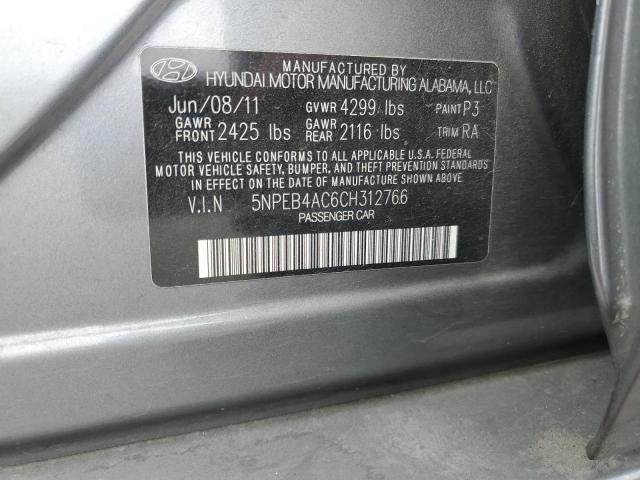 MANUFACTURED BY
HYUNDAI MOTOR MANUFACTURING ALABAMA, LLC
Jun/08/11 GVWR 4299 lbs PAINT P3
GAWR FRONT 2425 lbs GAWR REAR 2116 lbs TRIM RA
THIS VEHICLE CONFORMS TO ALL APPLICABLE U.S.A. FEDERAL
MOTOR VEHICLE SAFETY, BUMPER, AND THEFT PREVENTION STANDARDS
IN EFFECT ON THE DATE OF MANUFACTURE SHOWN ABOVE
V.I.N 5NPEB4AC6CH312766
PASSENGER CAR